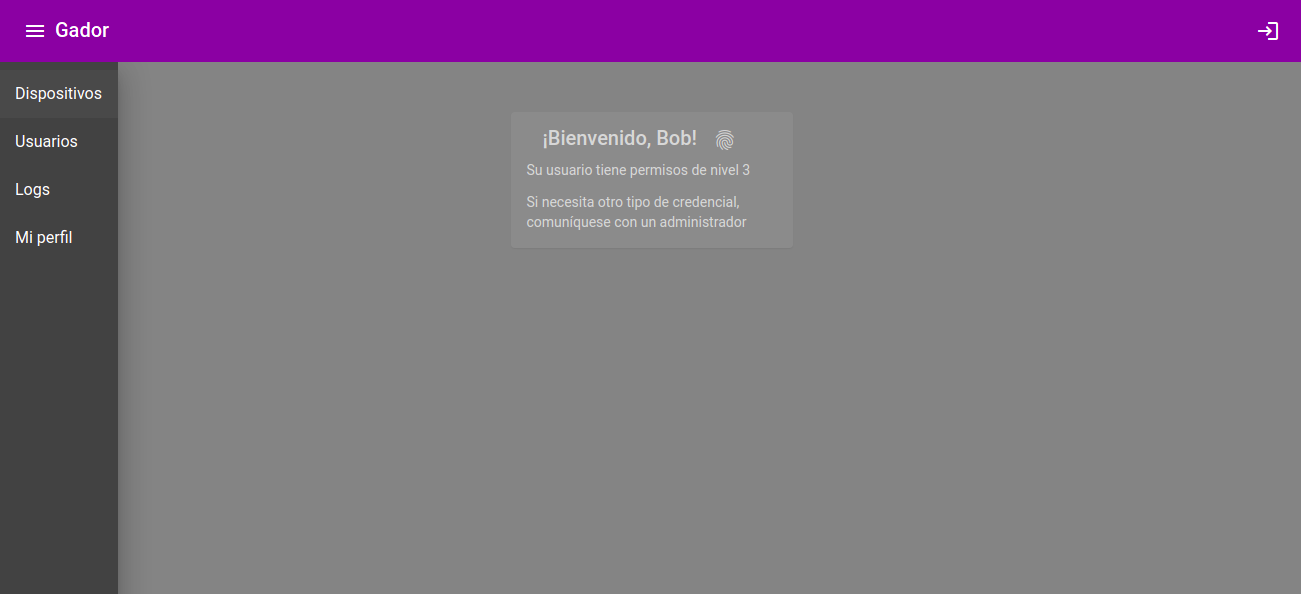 Gador
Dispositivos
Usuarios
Logs
Mi perfil
¡Bienvenido, Bob!
Su usuario tiene permisos de nivel 3
Si necesita otro tipo de credencial,
comuníquese con un administrador